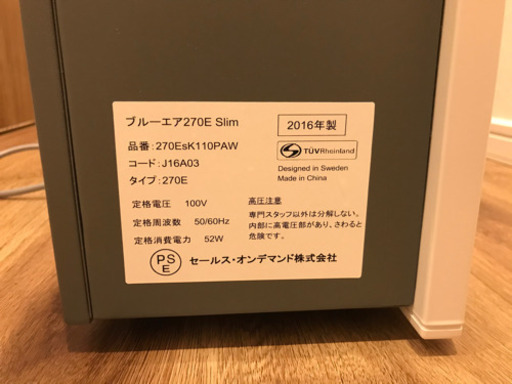 ブルーエア270E Slim
2016年製
品番:270EsK110PAW
コード:J16A03
タイプ:270E
TÜVRheinland
Designed in Sweden
Made in China
定格電圧 100V
定格周波数 50/60Hz
定格消費電力 52W
高圧注意
専門スタッフ以外は分解しない。
内部に高電圧部があり、さわると
危険です。
PS
E
セールス・オンデマンド株式会社